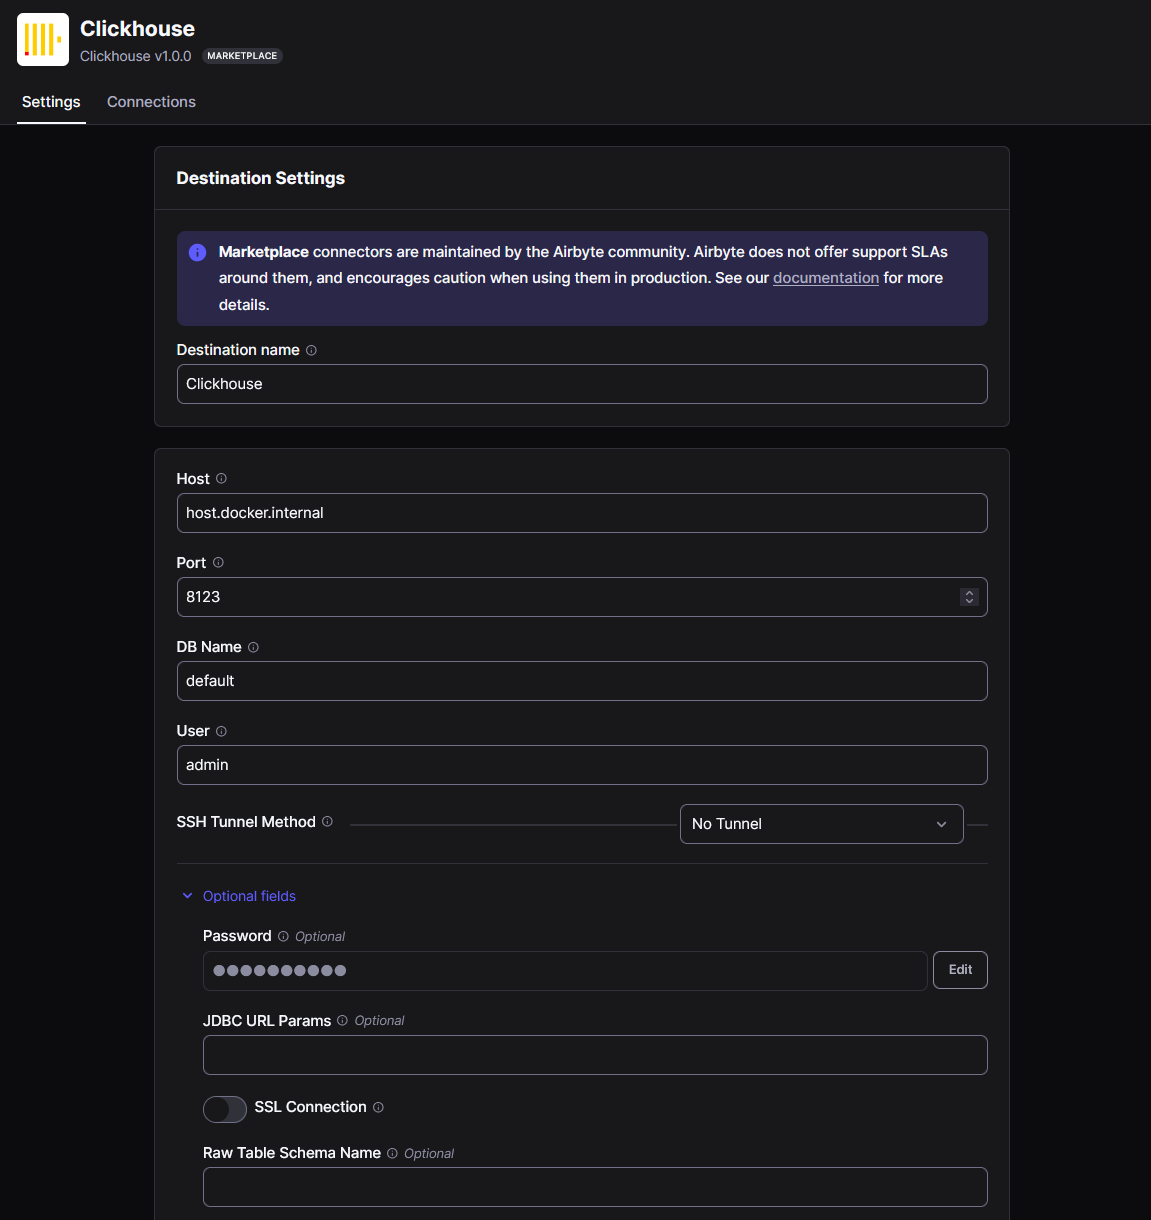 Clickhouse
Clickhouse v1.0.0 MARKETPLACE
Settings Connections
Destination Settings
Marketplace connectors are maintained by the Airbyte community. Airbyte does not offer support SLAs
around them, and encourages caution when using them in production. See our documentation for more
details.
Destination name
Clickhouse
Host
host.docker.internal
Port
8123
DB Name
default
User
admin
SSH Tunnel Method No Tunnel
Optional fields
Password Optional
Edit
JDBC URL Params Optional
SSL Connection
Raw Table Schema Name Optional